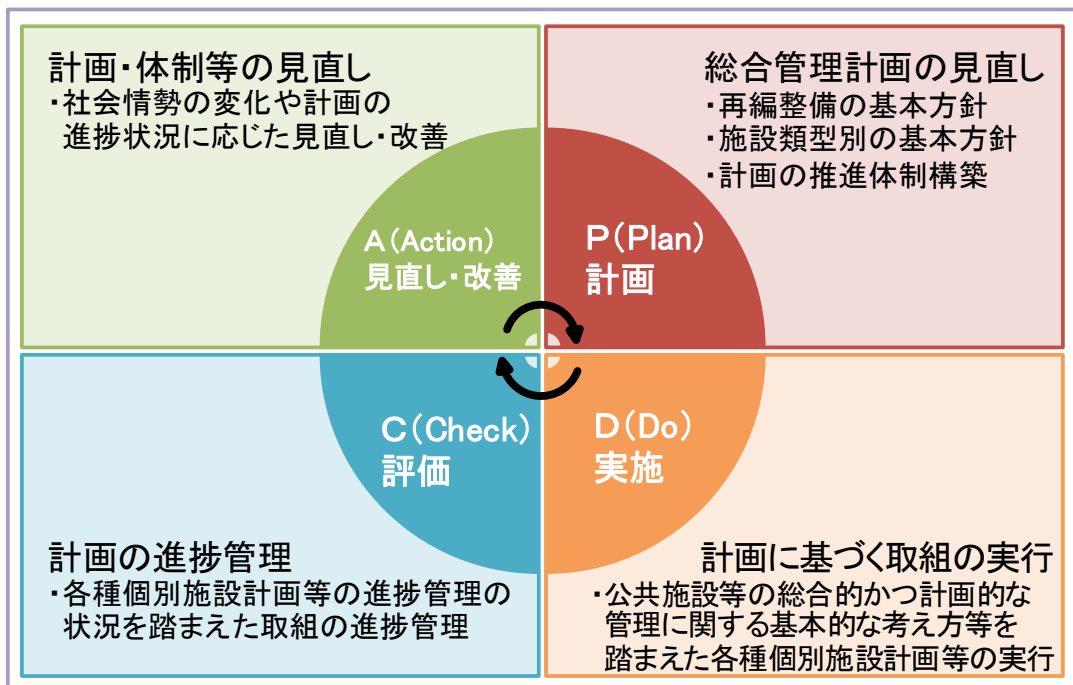 計画・体制等の見直し
・社会情勢の変化や計画の
進捗状況に応じた見直し・改善
総合管理計画の見直し
・再編整備の基本方針
・施設類型別の基本方針
・計画の推進体制構築
A(Action)
見直し・改善
P(Plan)
計画
C(Check)
評価
D(Do)
実施
計画の進捗管理
・各種個別施設計画等の進捗管理の
状況を踏まえた取組の進捗管理
計画に基づく取組の実行
・公共施設等の総合的かつ計画的な
管理に関する基本的な考え方等を
踏まえた各種個別施設計画等の実行